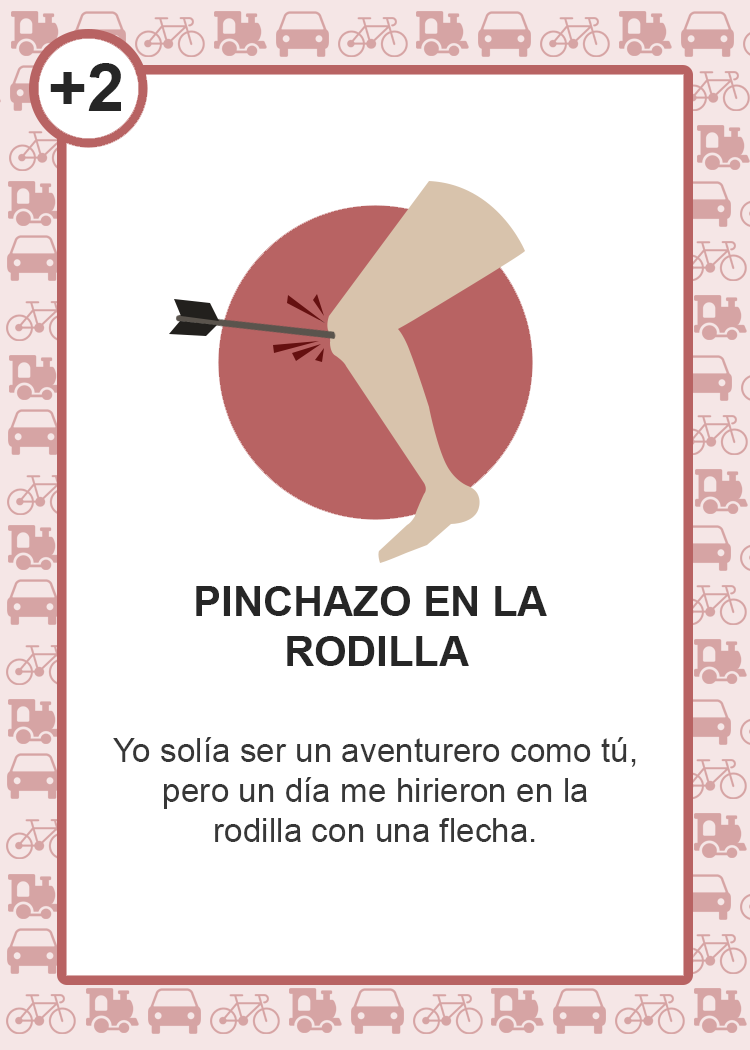 +2
PINCHAZO EN LA
RODILLA
Yo solía ser un aventurero como tú,
pero un día me hirieron en la
rodilla con una flecha.